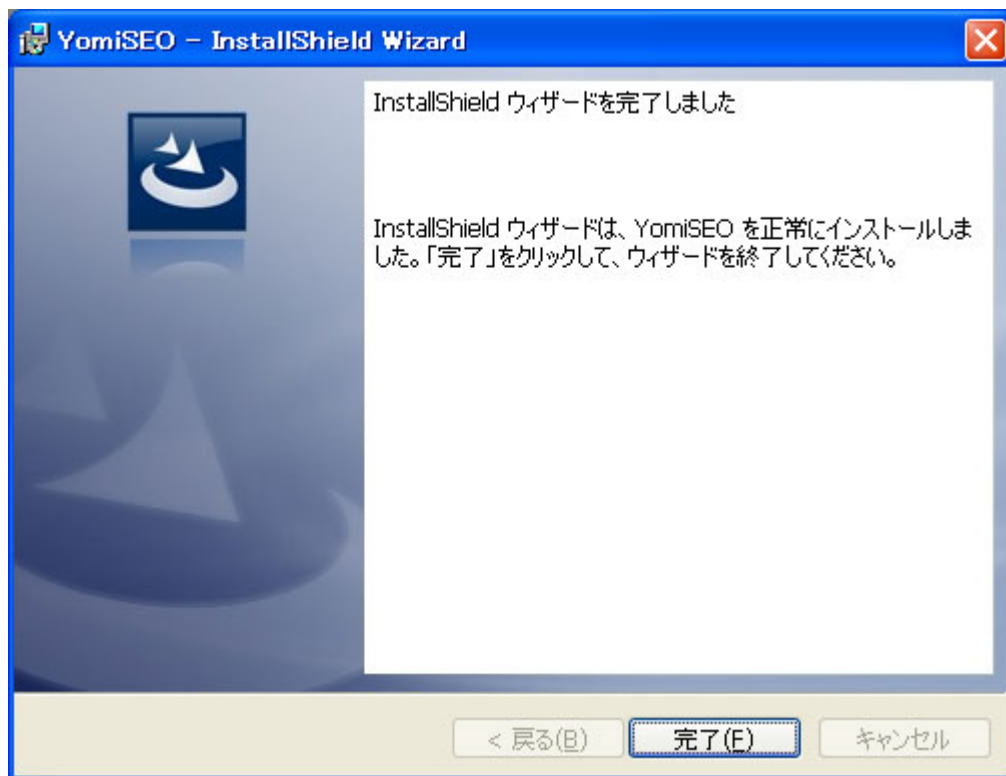 YomiSEO - InstallShield Wizard
InstallShield ウィザードを完了しました
InstallShield ウィザードは、YomiSEO を正常にインストールしま
した。「完了」をクリックして、ウィザードを終了してください。
< 戻る(B)
完了(F)
キャンセル